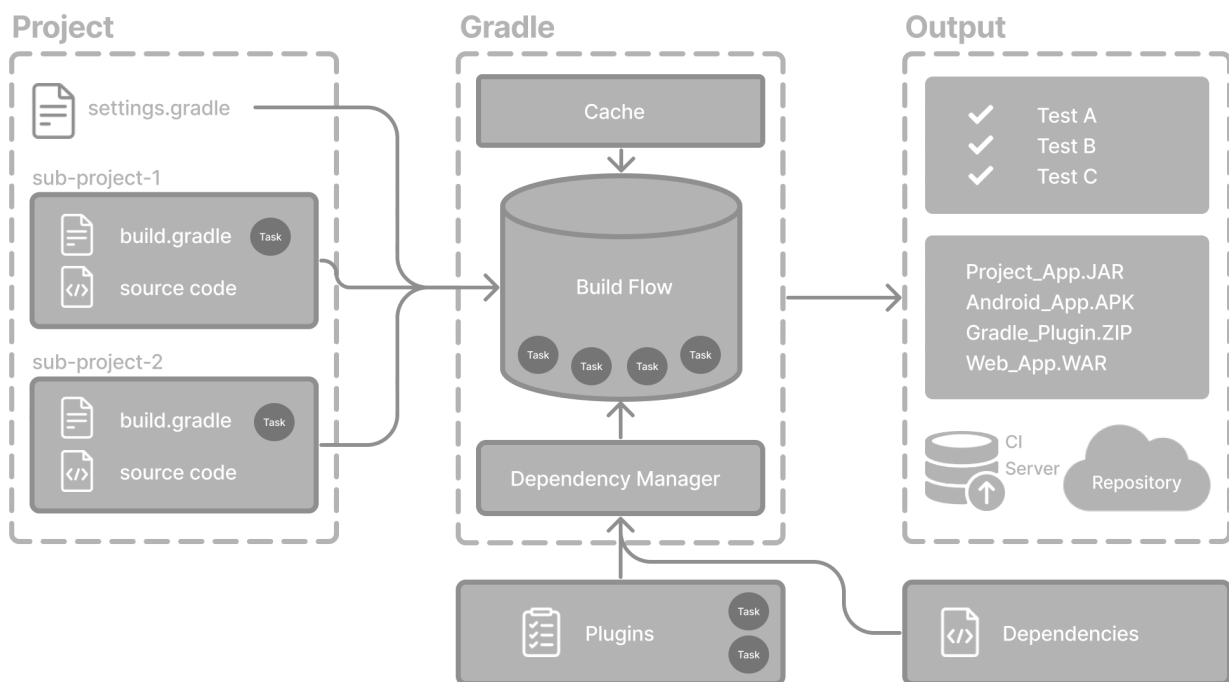 Project
settings.gradle
sub-project-1
build.gradle
Task
source code
sub-project-2
build.gradle
Task
source code
Gradle
Cache
Build Flow
Task
Task
Task
Task
Dependency Manager
Plugins
Task
Task
Output
Test A
Test B
Test C
Project_App.JAR
Android_App.APK
Gradle_Plugin.ZIP
Web_App.WAR
CI
Server
Repository
Dependencies